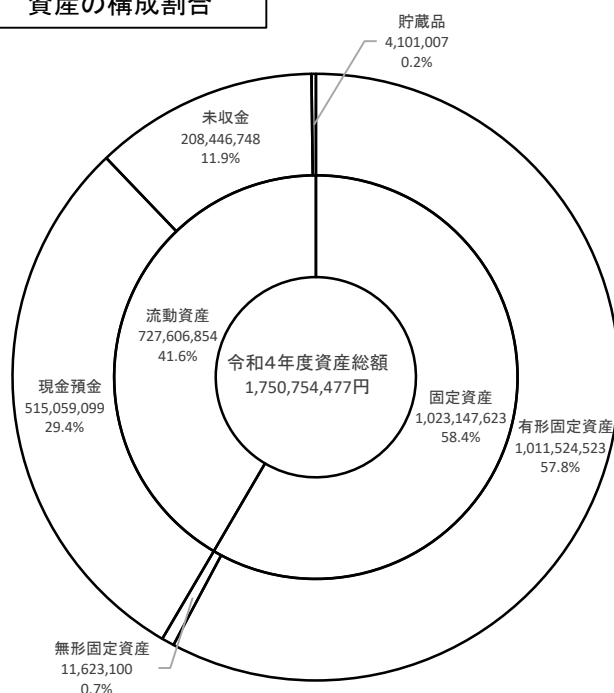 資産の構成割合
貯蔵品
4,101,007
0.2%
未収金
208,446,748
11.9%
流動資産
727,606,854
41.6%
令和4年度資産総額
1,750,754,477円
固定資産
1,023,147,623
58.4%
有形固定資産
1,011,524,523
57.8%
現金預金
515,059,099
29.4%
無形固定資産
11,623,100
0.7%